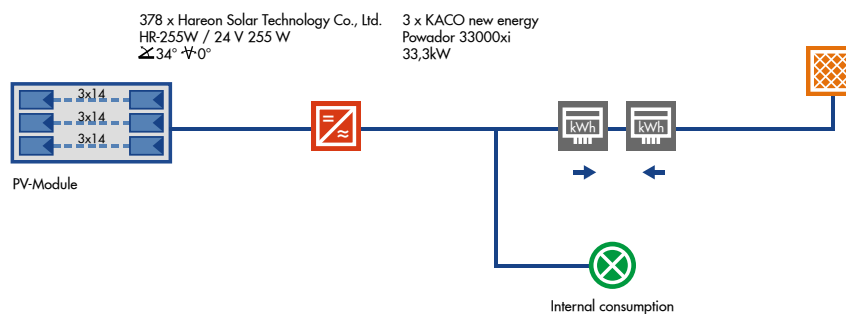 378 x Hareon Solar Technology Co., Ltd.
HR-255W / 24 V 255 W
34° 0°
3 x KACO new energy
Powador 33000xi
33,3kW
3x14
3x14
3x14
PV-Module
kWh
kWh
Internal consumption